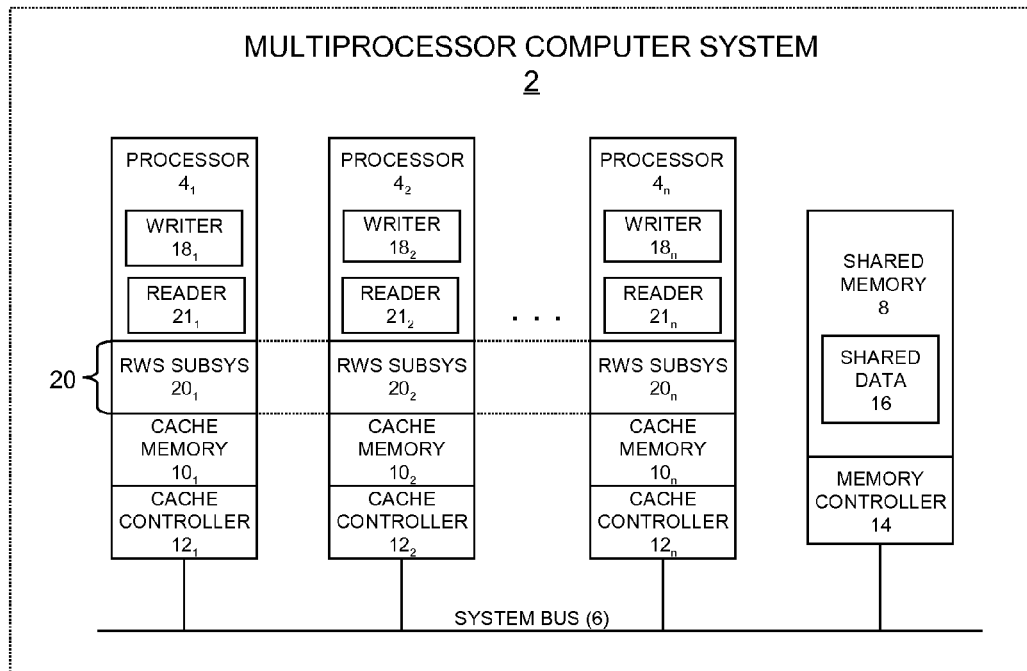 MULTIPROCESSOR COMPUTER SYSTEM
2
PROCESSOR
4₁
WRITER
18₁
READER
21₁
RWS SUBSYS
20₁
CACHE
MEMORY
10₁
CACHE
CONTROLLER
12₁
PROCESSOR
4₂
WRITER
18₂
READER
21₂
RWS SUBSYS
20₂
CACHE
MEMORY
10₂
CACHE
CONTROLLER
12₂
. . .
PROCESSOR
4ₙ
WRITER
18ₙ
READER
21ₙ
RWS SUBSYS
20ₙ
CACHE
MEMORY
10ₙ
CACHE
CONTROLLER
12ₙ
SHARED
MEMORY
8
SHARED
DATA
16
MEMORY
CONTROLLER
14
20
SYSTEM BUS (6)